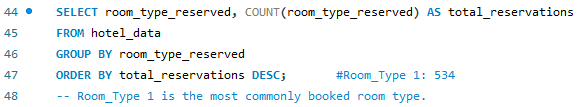 44 SELECT room_type_reserved, COUNT(room_type_reserved) AS total_reservations
45 FROM hotel_data
46 GROUP BY room_type_reserved
47 ORDER BY total_reservations DESC; #Room_Type 1: 534
48 -- Room_Type 1 is the most commonly booked room type.